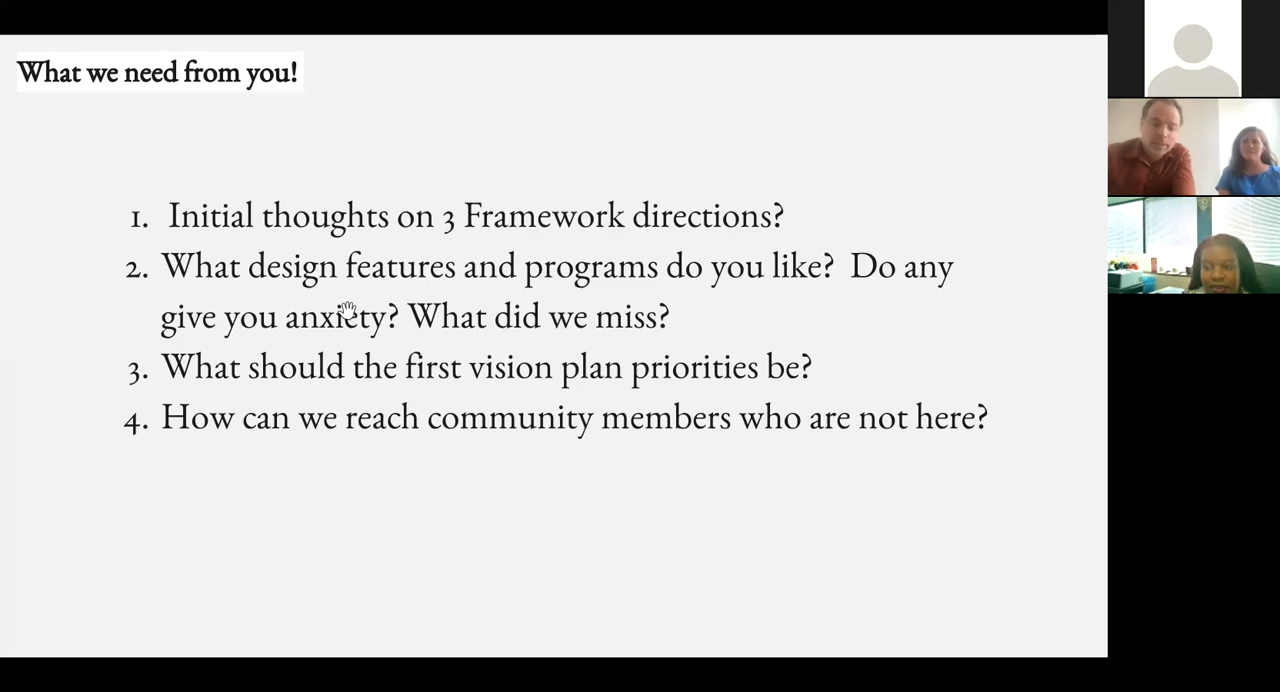 What we need from you!
1. Initial thoughts on 3 Framework directions?
2. What design features and programs do you like? Do any
give you anxiety? What did we miss?
3. What should the first vision plan priorities be?
4. How can we reach community members who are not here?